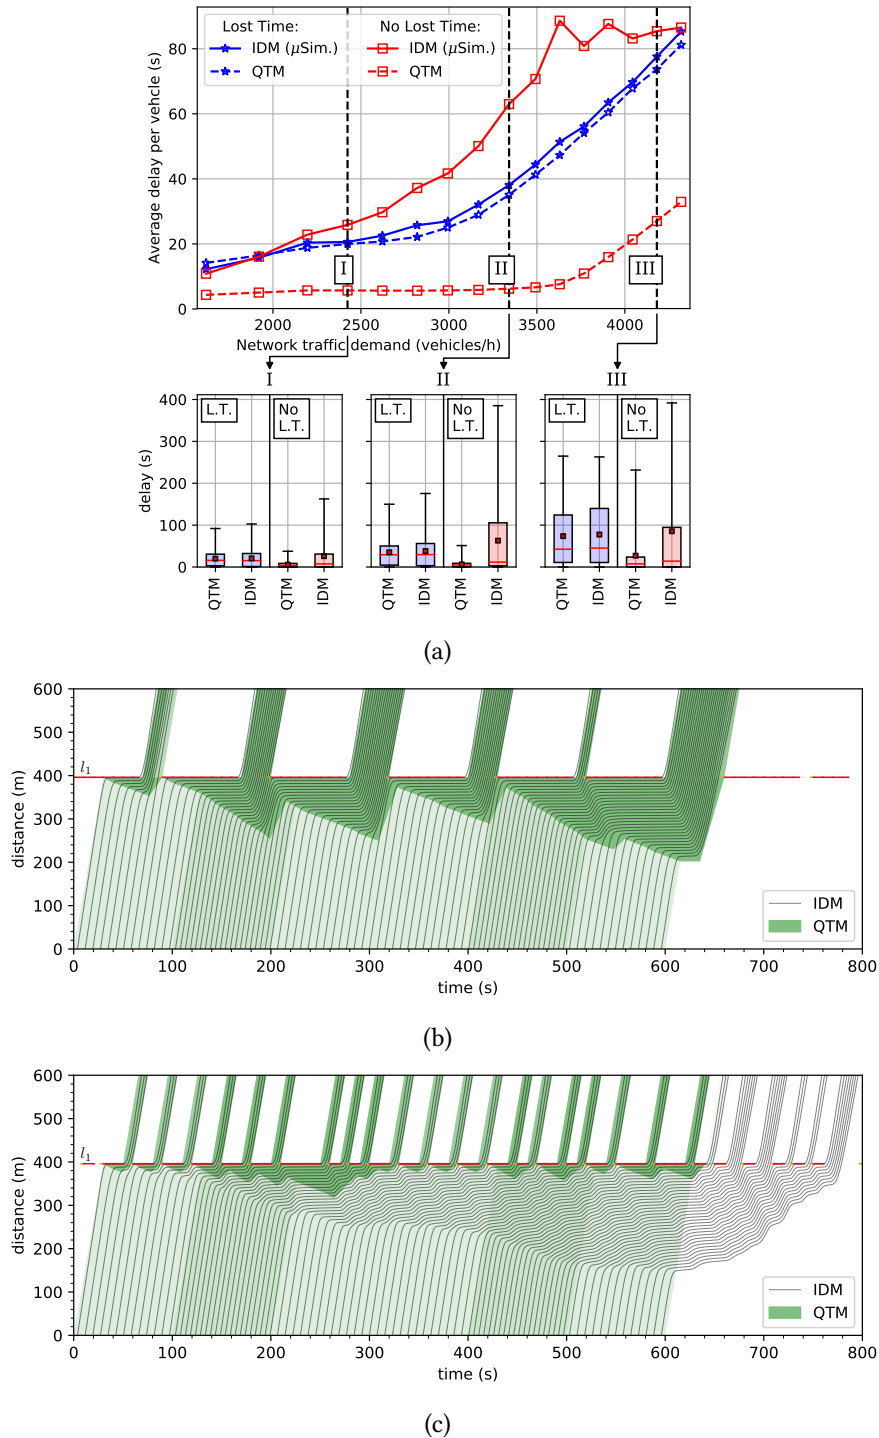 Lost Time: No Lost Time:
IDM (μSim.) IDM (μSim.)
QTM QTM
Average delay per vehcle (s)
80
60
40
20
0
I II III
2000 2500 3000 3500 4000
Network traffic demand (vehicles/h)
I II III
delay (s)
400
300
200
100
0
L.T. No L.T.
L.T. No L.T.
L.T. No L.T.
QTM IDM QTM IDM
QTM IDM QTM IDM
QTM IDM QTM IDM
(a)
distance (m)
600
500
400
300
200
100
0
l1
IDM
QTM
0 100 200 300 400 500 600 700 800
time (s)
(b)
distance (m)
600
500
400
300
200
100
0
l1
IDM
QTM
0 100 200 300 400 500 600 700 800
time (s)
(c)